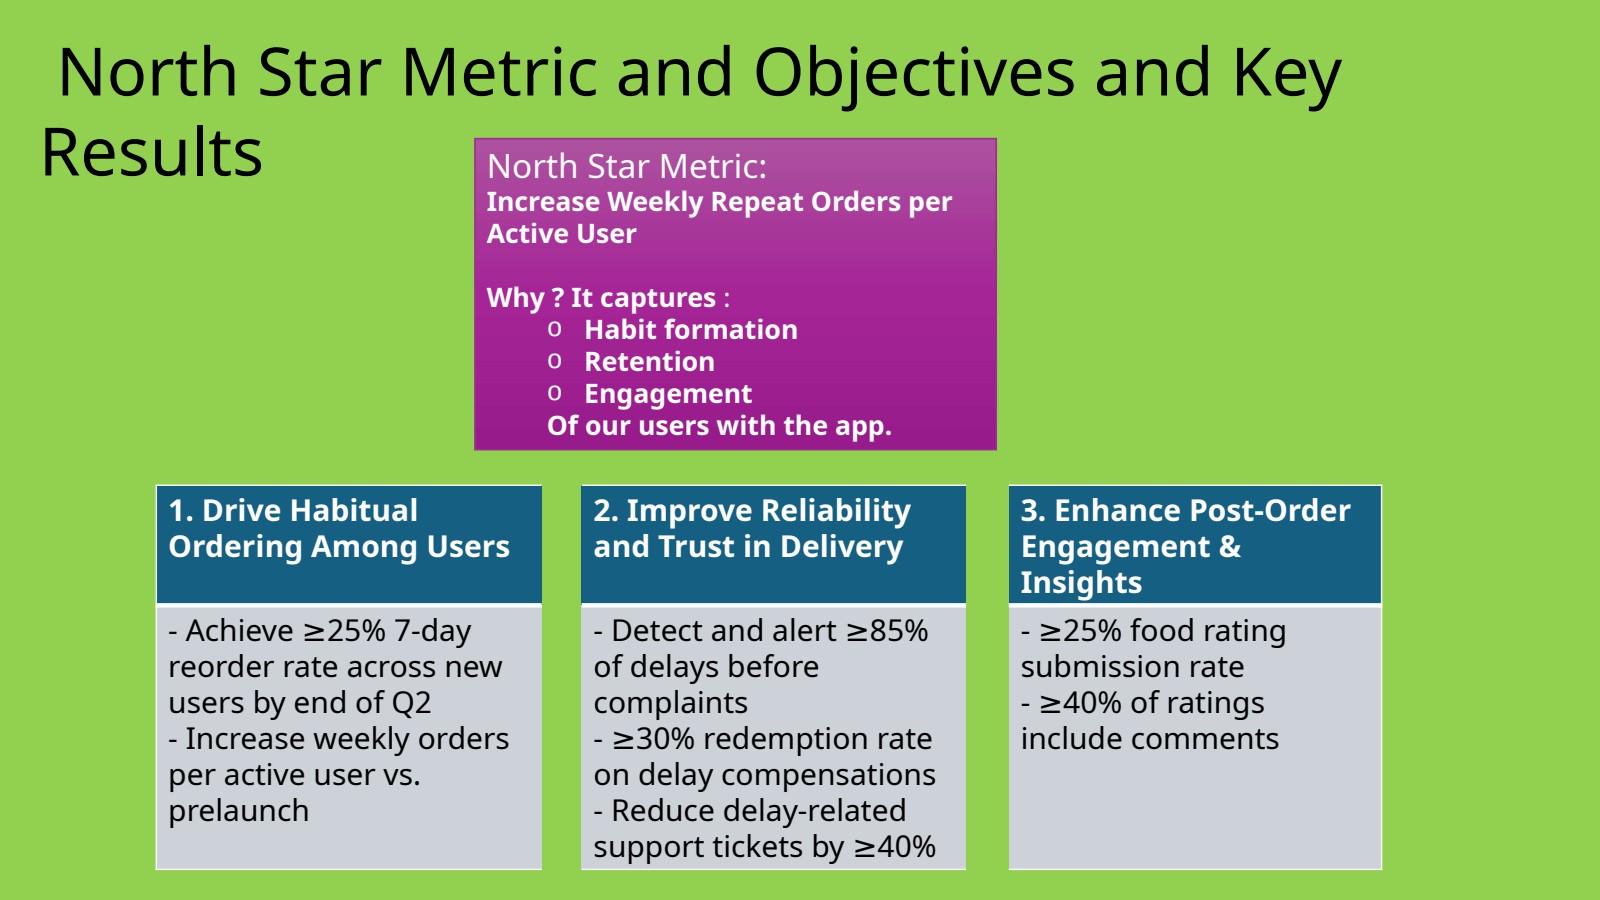 North Star Metric and Objectives and Key
Results
North Star Metric:
Increase Weekly Repeat Orders per
Active User
Why ? It captures :
o Habit formation
o Retention
o Engagement
Of our users with the app.
1. Drive Habitual
Ordering Among Users
- Achieve ≥25% 7-day
reorder rate across new
users by end of Q2
- Increase weekly orders
per active user vs.
prelaunch
2. Improve Reliability
and Trust in Delivery
- Detect and alert ≥85%
of delays before
complaints
- ≥30% redemption rate
on delay compensations
- Reduce delay-related
support tickets by ≥40%
3. Enhance Post-Order
Engagement &
Insights
- ≥25% food rating
submission rate
- ≥40% of ratings
include comments